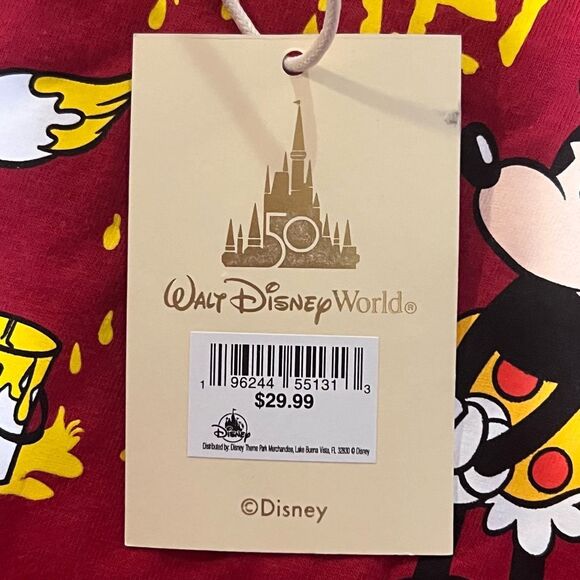 50
Walt Disney World®
1 96244 55131 3
$29.99
Disney
Distributed by: Disney Theme Park Merchandise, Lake Buena Vista, FL 32830 © Disney
©Disney